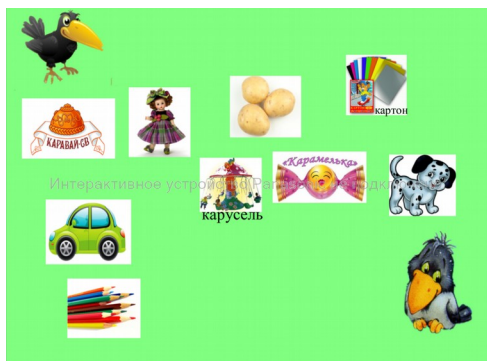 картон
КАРАВАЙ-СВ
«Карамелька»
Интерактивное
карусель